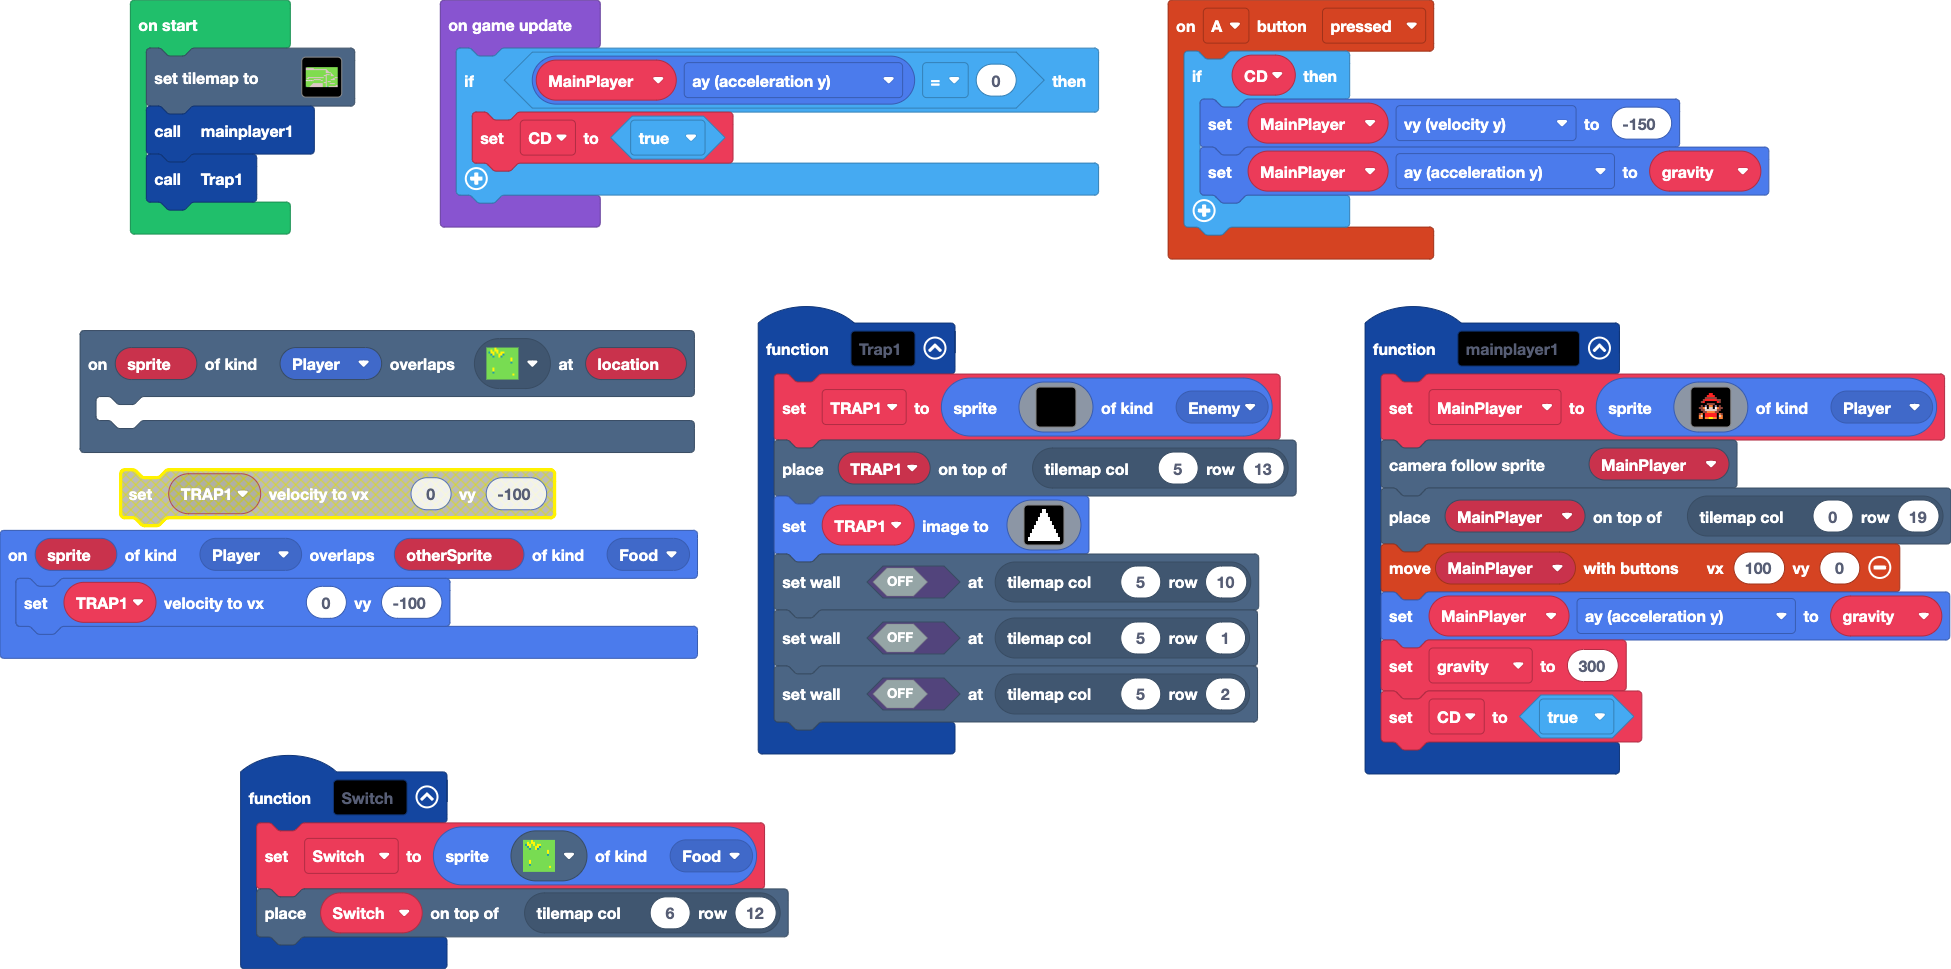 on start
set tilemap to
call mainplayer1
call Trap1
on game update
if MainPlayer ay (acceleration y) = 0 then
set CD to true
on A button pressed
if CD then
set MainPlayer vy (velocity y) to -150
set MainPlayer ay (acceleration y) to gravity
on sprite of kind Player overlaps at location
set TRAP1 velocity to vx 0 vy -100
on sprite of kind Player overlaps otherSprite of kind Food
set TRAP1 velocity to vx 0 vy -100
function Trap1
set TRAP1 to sprite of kind Enemy
place TRAP1 on top of tilemap col 5 row 13
set TRAP1 image to
set wall OFF at tilemap col 5 row 10
set wall OFF at tilemap col 5 row 1
set wall OFF at tilemap col 5 row 2
function mainplayer1
set MainPlayer to sprite of kind Player
camera follow sprite MainPlayer
place MainPlayer on top of tilemap col 0 row 19
move MainPlayer with buttons vx 100 vy 0
set MainPlayer ay (acceleration y) to gravity
set gravity to 300
set CD to true
function Switch
set Switch to sprite of kind Food
place Switch on top of tilemap col 6 row 12